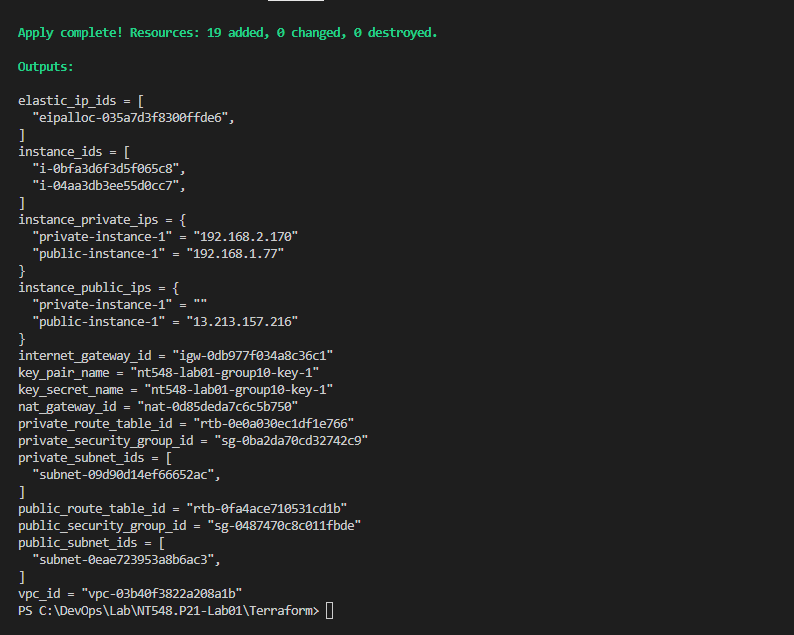 Apply complete! Resources: 19 added, 0 changed, 0 destroyed.
Outputs:
elastic_ip_ids = [
  "eipalloc-035a7d3f8300ffde6",
]
instance_ids = [
  "i-0bfa3d6f3d5f065c8",
  "i-04aa3db3ee55d0cc7",
]
instance_private_ips = {
  "private-instance-1" = "192.168.2.170"
  "public-instance-1" = "192.168.1.77"
}
instance_public_ips = {
  "private-instance-1" = ""
  "public-instance-1" = "13.213.157.216"
}
internet_gateway_id = "igw-0db977f034a8c36c1"
key_pair_name = "nt548-lab01-group10-key-1"
key_secret_name = "nt548-lab01-group10-key-1"
nat_gateway_id = "nat-0d85deda7c6c5b750"
private_route_table_id = "rtb-0e0a030ec1df1e766"
private_security_group_id = "sg-0ba2da70cd32742c9"
private_subnet_ids = [
  "subnet-09d90d14ef66652ac",
]
public_route_table_id = "rtb-0fa4ace710531cd1b"
public_security_group_id = "sg-0487470c8c011fbde"
public_subnet_ids = [
  "subnet-0eae723953a8b6ac3",
]
vpc_id = "vpc-03b40f3822a208a1b"
PS C:\DevOps\Lab\NT548.P21-Lab01\Terraform>